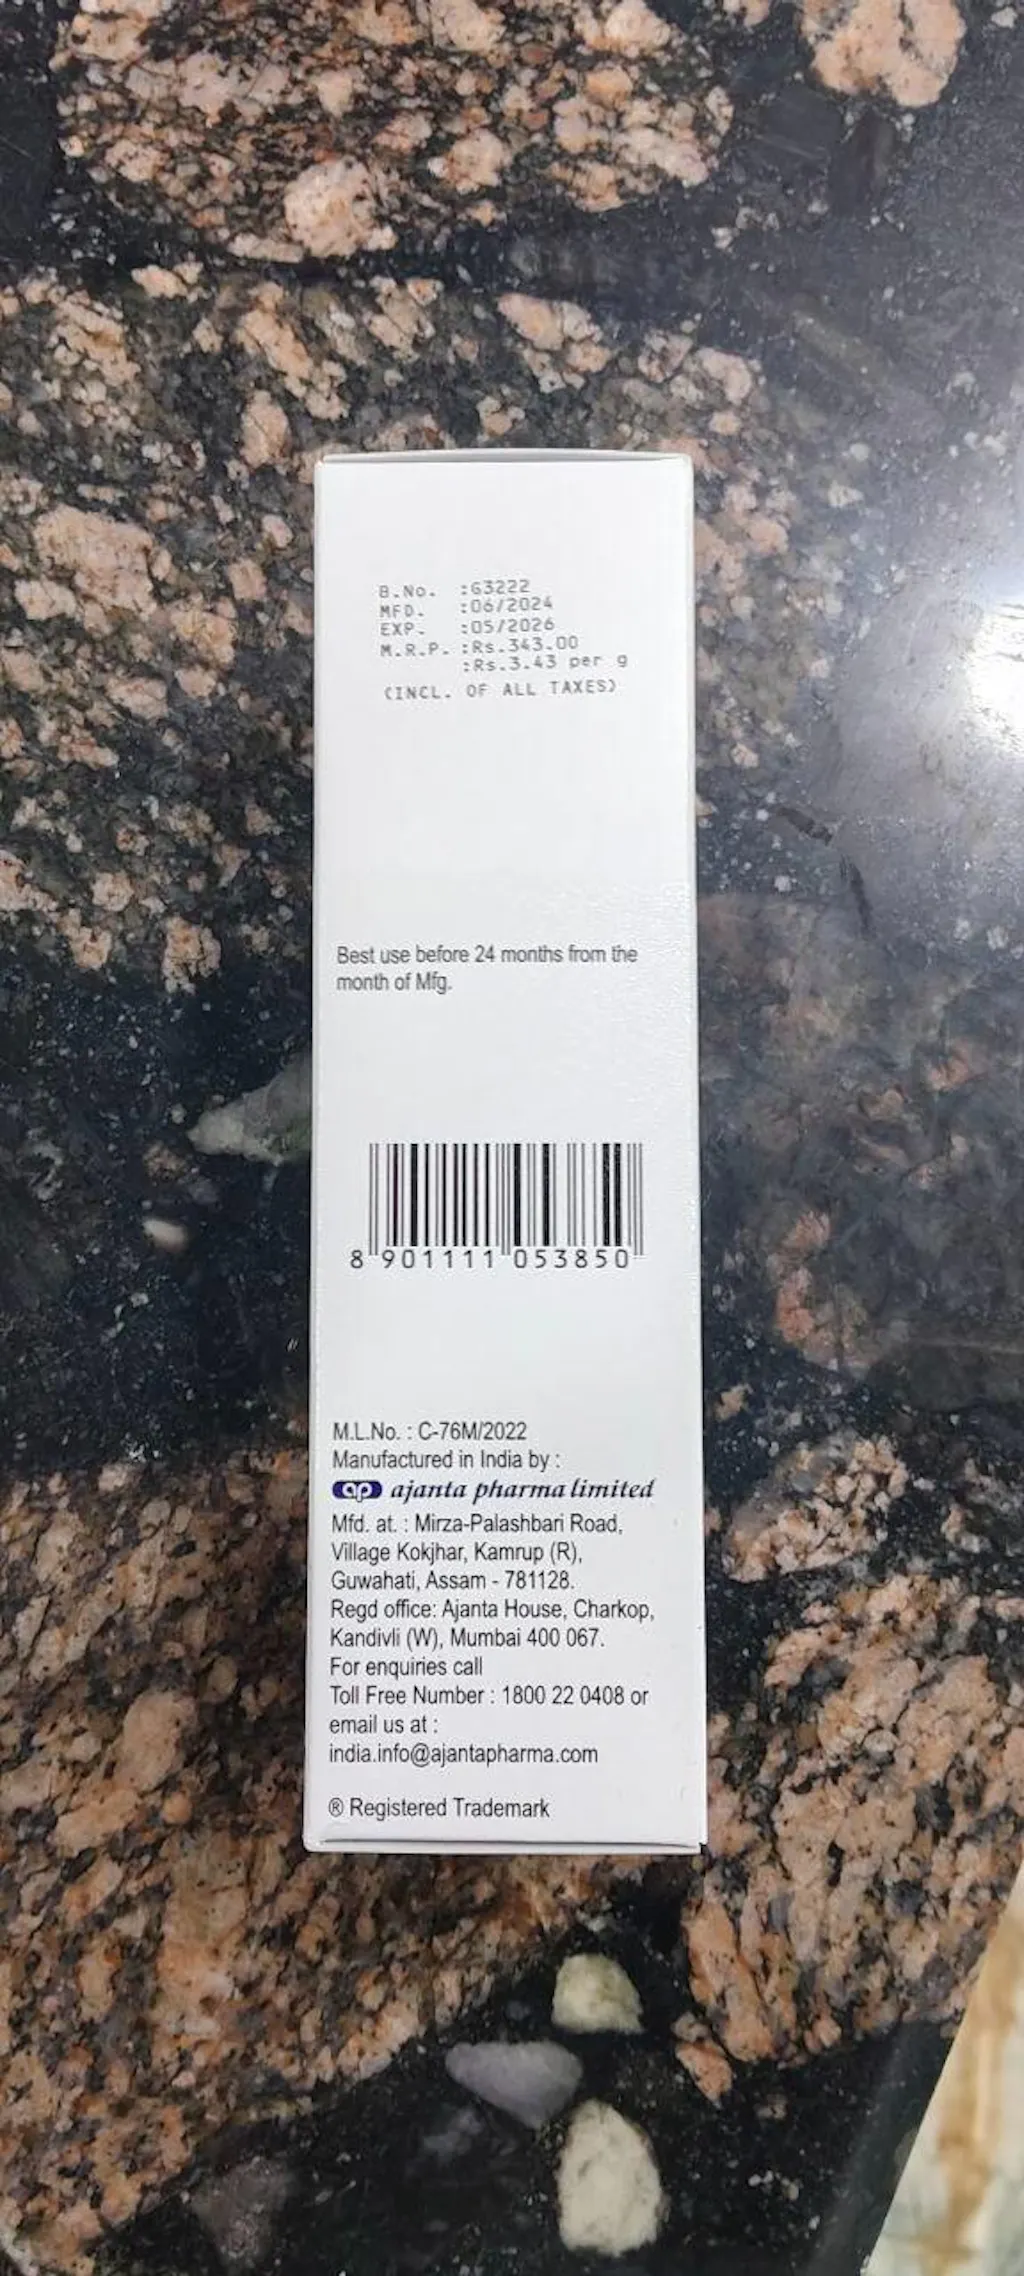 B.No. :G3222
MFD. :06/2024
EXP. :05/2026
M.R.P. :Rs.343.00
:Rs.3.43 per g
(INCL. OF ALL TAXES)
Best use before 24 months from the
month of Mfg.
8 901111 053850
M.L.No. : C-76M/2022
Manufactured in India by :
ap ajanta pharma limited
Mfd. at. : Mirza-Palashbari Road,
Village Kokjhar, Kamrup (R),
Guwahati, Assam - 781128.
Regd office: Ajanta House, Charkop,
Kandivli (W), Mumbai 400 067.
For enquiries call
Toll Free Number : 1800 22 0408 or
email us at :
india.info@ajantapharma.com
® Registered Trademark